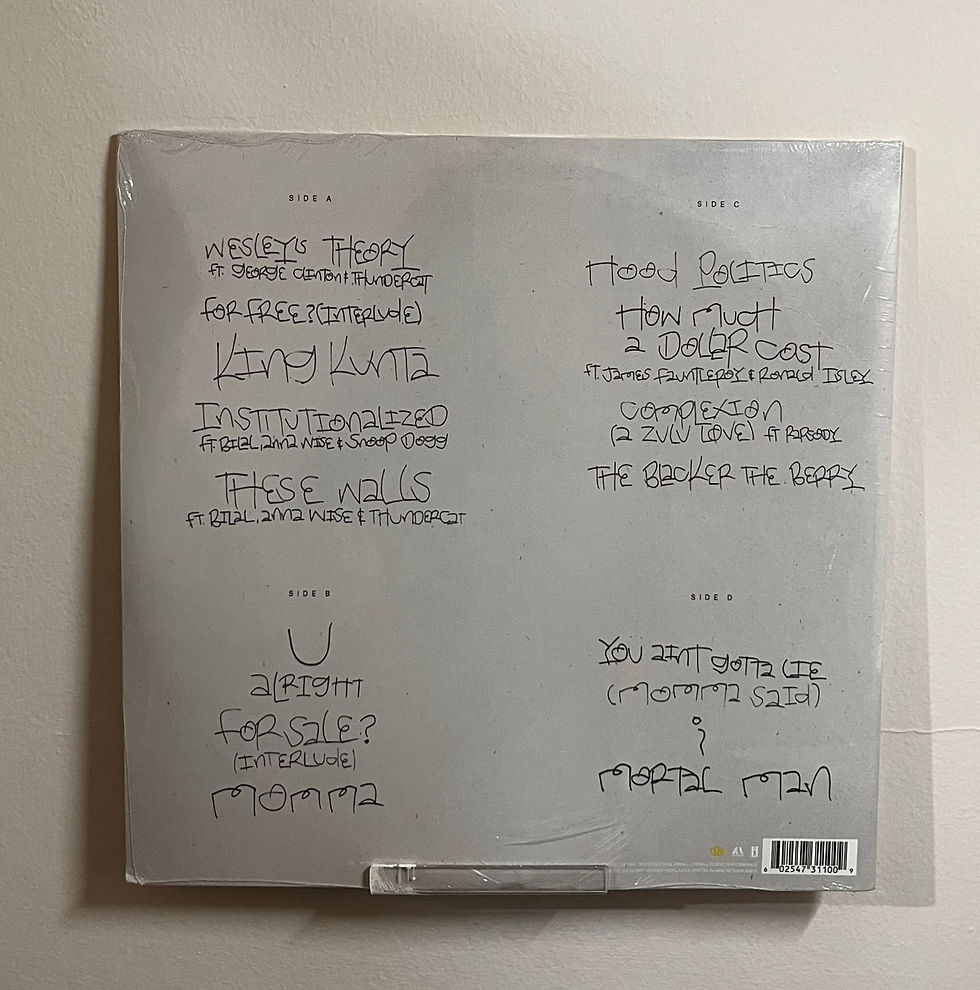 SIDE A
WESLEY's THEORY
fT. gEORgE CLINTON & THUNDERCaT
FOR FREE? (INTERLUdE)
KINg KUNTa
INSTITUTIONaLIZED
fT BILaL, aNNa WISE & SNOOP DOgg
THESE WaLLS
fT. BILaL, aNNa WISE & THUNDERCaT
SIDE B
U
aLRIgHT
FOR SaLE?
(INTERLUdE)
MOMMA
SIDE C
HOOd POLITICS
HOW MUCH
a DOLLaR COST
fT. JaMES FaUNTLEROY & RONaLd ISLEY
COMPLEXION
(a ZULU LOVE) fT RaPSODY
THE BLaCKER THE BERRY
SIDE D
YOU aINT gOTTa LIE
(MOMMa SaId)
i
MORTaL MaN
6 02547 31100 9